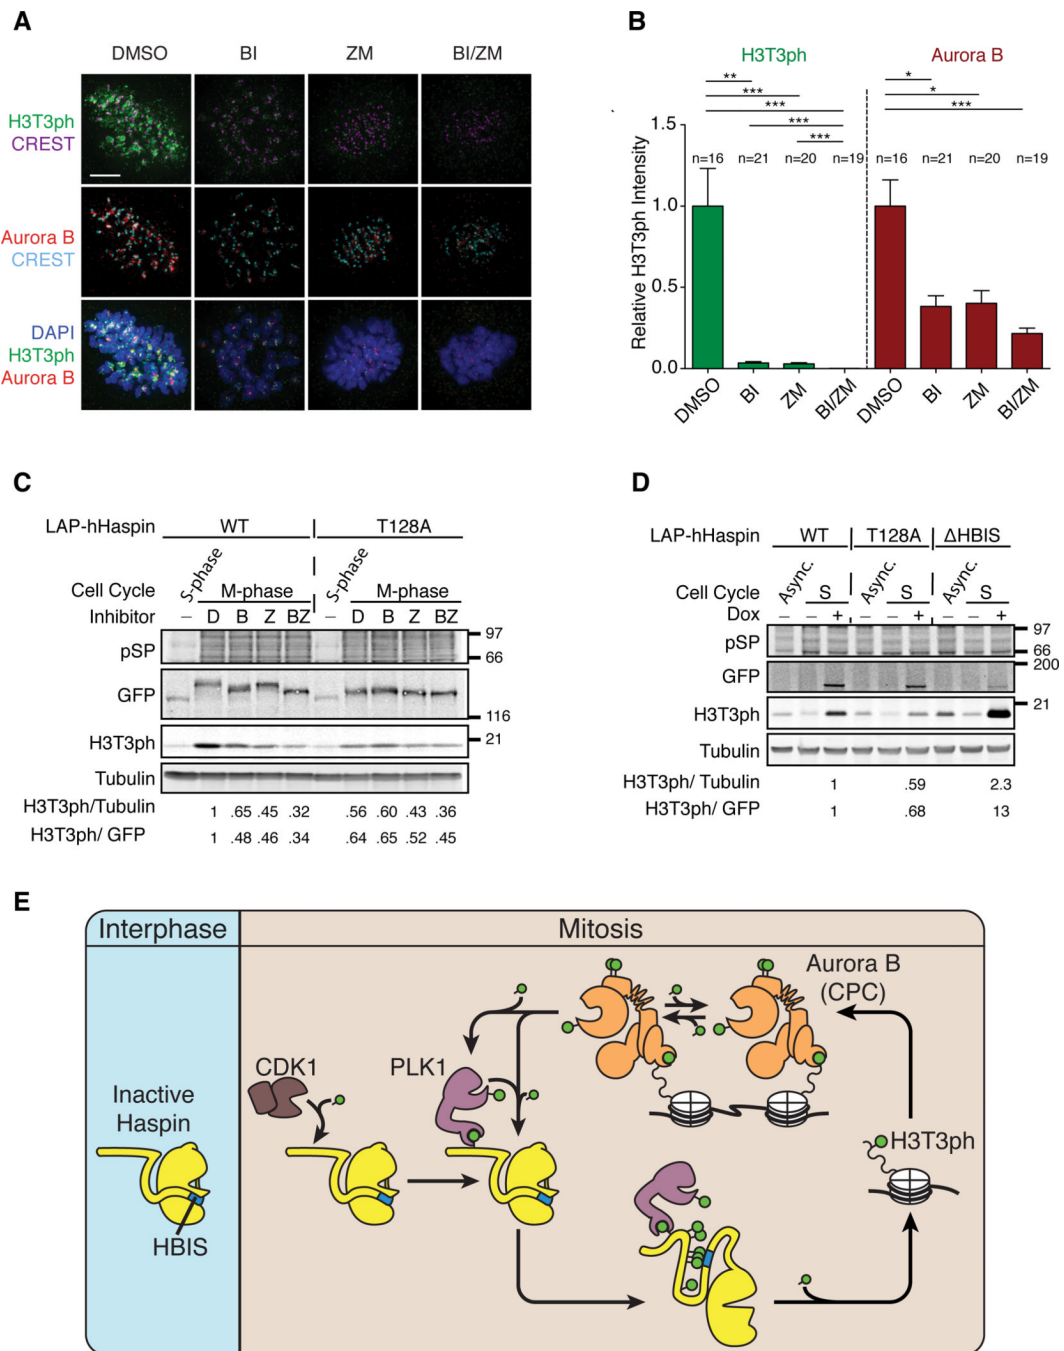 A
DMSO BI ZM BI/ZM
H3T3ph
CREST
Aurora B
CREST
DAPI
H3T3ph
Aurora B
B
H3T3ph Aurora B
** *
*** *
*** ***
***
***
Relative H3T3ph Intensity
1.5
1.0
0.5
0.0
n=16 n=21 n=20 n=19 n=16 n=21 n=20 n=19
DMSO BI ZM BI/ZM DMSO BI ZM BI/ZM
C
LAP-hHaspin WT T128A
Cell Cycle S-phase M-phase S-phase M-phase
Inhibitor – D B Z BZ – D B Z BZ
pSP 97
66
GFP
116
H3T3ph 21
Tubulin
H3T3ph/Tubulin 1 .65 .45 .32 .56 .60 .43 .36
H3T3ph/ GFP 1 .48 .46 .34 .64 .65 .52 .45
D
LAP-hHaspin WT T128A ΔHBIS
Cell Cycle Async. S Async. S Async. S
Dox – – + – – + – – +
pSP 97
66
GFP 200
H3T3ph 21
Tubulin
H3T3ph/ Tubulin 1 .59 2.3
H3T3ph/ GFP 1 .68 13
E
Interphase Mitosis
Aurora B
(CPC)
CDK1 PLK1
Inactive
Haspin
H3T3ph
HBIS